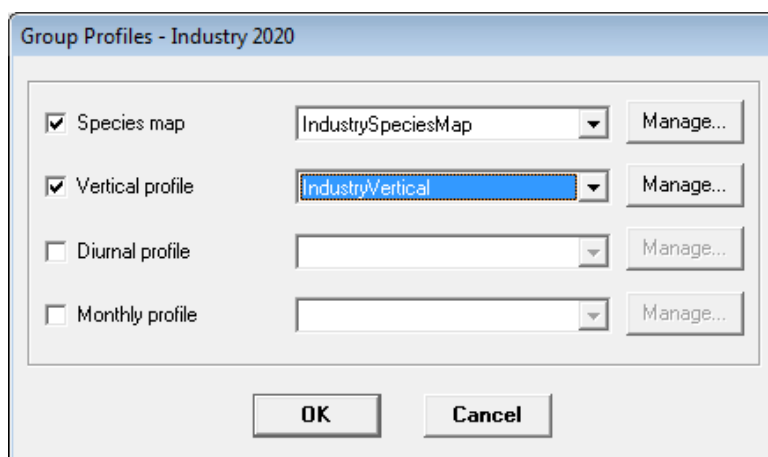 Group Profiles - Industry 2020
Species map IndustrySpeciesMap Manage...
Vertical profile IndustryVertical Manage...
Diurnal profile Manage...
Monthly profile Manage...
OK Cancel